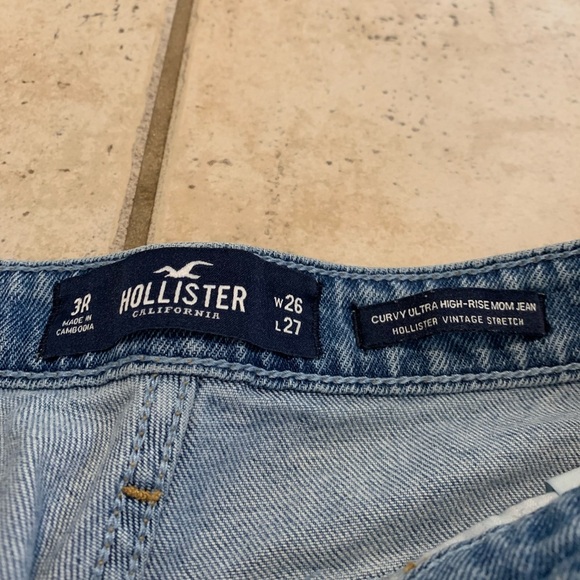 3R
MADE IN
CAMBODIA
HOLLISTER
CALIFORNIA
W26
L27
CURVY ULTRA HIGH-RISE MOM JEAN
HOLLISTER VINTAGE STRETCH